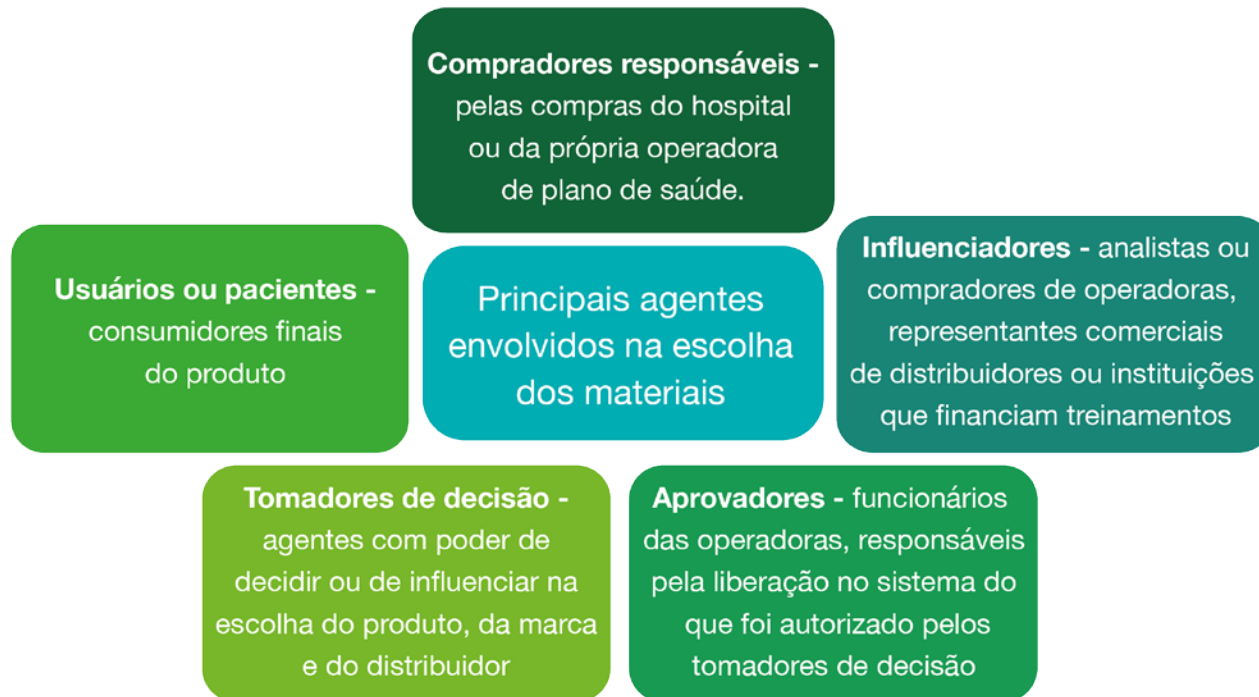 Compradores responsáveis -
pelas compras do hospital
ou da própria operadora
de plano de saúde.
Usuários ou pacientes -
consumidores finais
do produto
Principais agentes
envolvidos na escolha
dos materiais
Influenciadores - analistas ou
compradores de operadoras,
representantes comerciais
de distribuidores ou instituições
que financiam treinamentos
Tomadores de decisão -
agentes com poder de
decidir ou de influenciar na
escolha do produto, da marca
e do distribuidor
Aprovadores - funcionários
das operadoras, responsáveis
pela liberação no sistema do
que foi autorizado pelos
tomadores de decisão